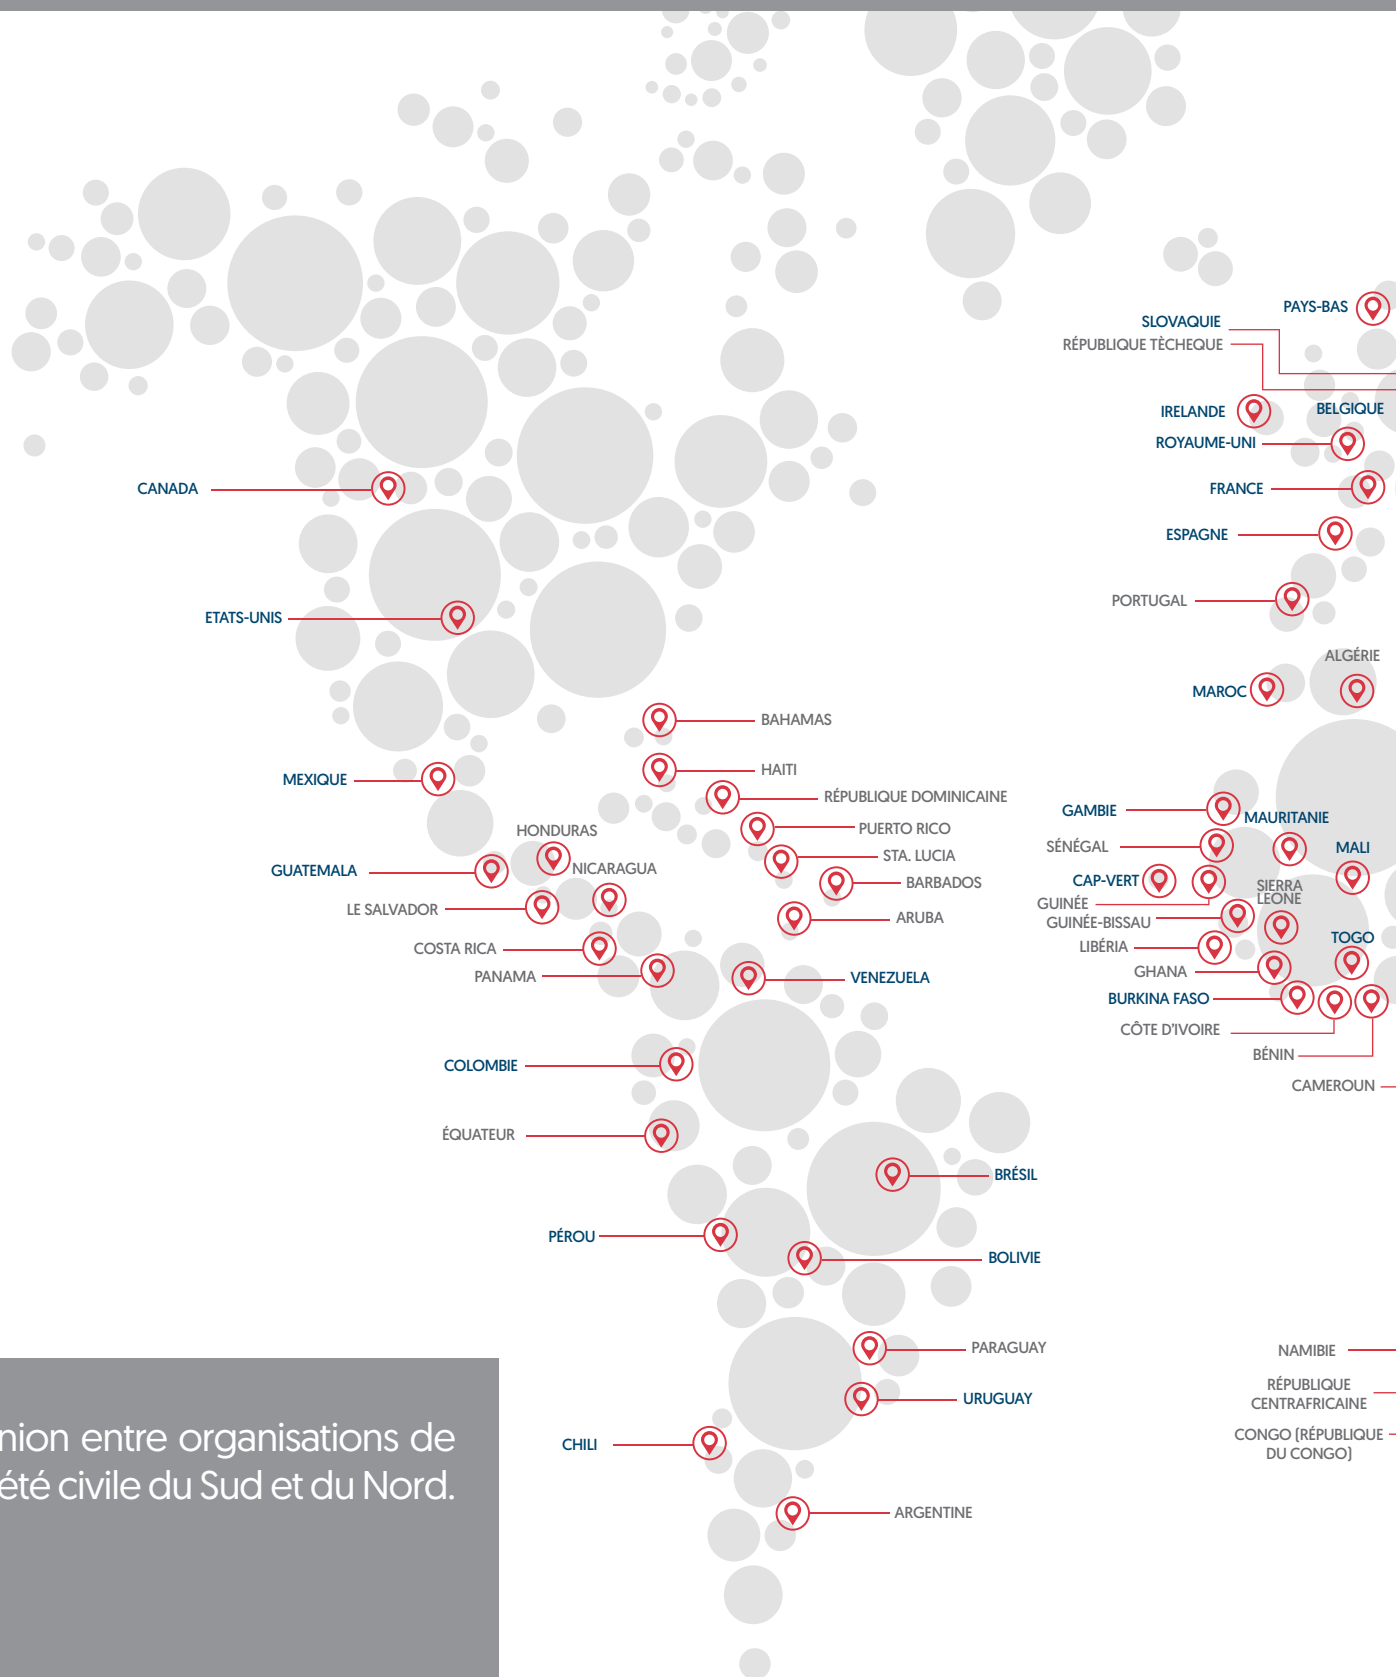 PAYS-BAS
SLOVAQUIE
RÉPUBLIQUE TÈCHEQUE
IRELANDE
BELGIQUE
ROYAUME-UNI
CANADA
FRANCE
ESPAGNE
PORTUGAL
ETATS-UNIS
ALGÉRIE
MAROC
BAHAMAS
HAITI
MEXIQUE
RÉPUBLIQUE DOMINICAINE
GAMBIE
MAURITANIE
HONDURAS
PUERTO RICO
SÉNÉGAL
MALI
STA. LUCIA
GUATEMALA
NICARAGUA
BARBADOS
CAP-VERT
SIERRA
LEONE
GUINÉE
LE SALVADOR
ARUBA
GUINÉE-BISSAU
TOGO
LIBÉRIA
COSTA RICA
PANAMA
VENEZUELA
GHANA
BURKINA FASO
CÔTE D'IVOIRE
BÉNIN
COLOMBIE
CAMEROUN
ÉQUATEUR
BRÉSIL
PÉROU
BOLIVIE
PARAGUAY
NAMIBIE
RÉPUBLIQUE
CENTRAFRICAINE
URUGUAY
CONGO (RÉPUBLIQUE
DU CONGO)
CHILI
ARGENTINE
nion entre organisations de
été civile du Sud et du Nord.